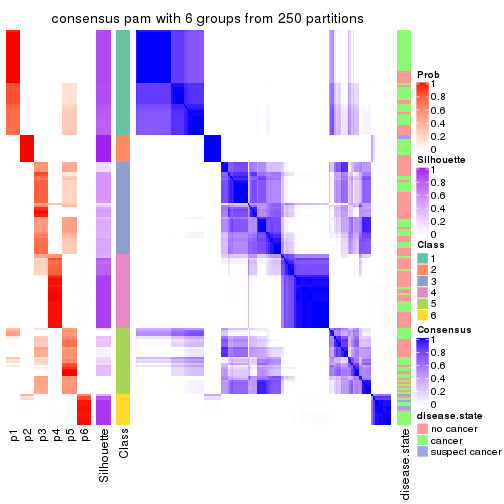 consensus pam with 6 groups from 250 partitions
Prob
1
0.8
0.6
0.4
0.2
0
Silhouette
1
0.8
0.6
0.4
0.2
0
Class
1
2
3
4
5
6
Consensus
1
0.8
0.6
0.4
0.2
0
disease.state
no cancer
cancer
suspect cancer
p1
p2
p3
p4
p5
p6
Silhouette
Class
disease.state